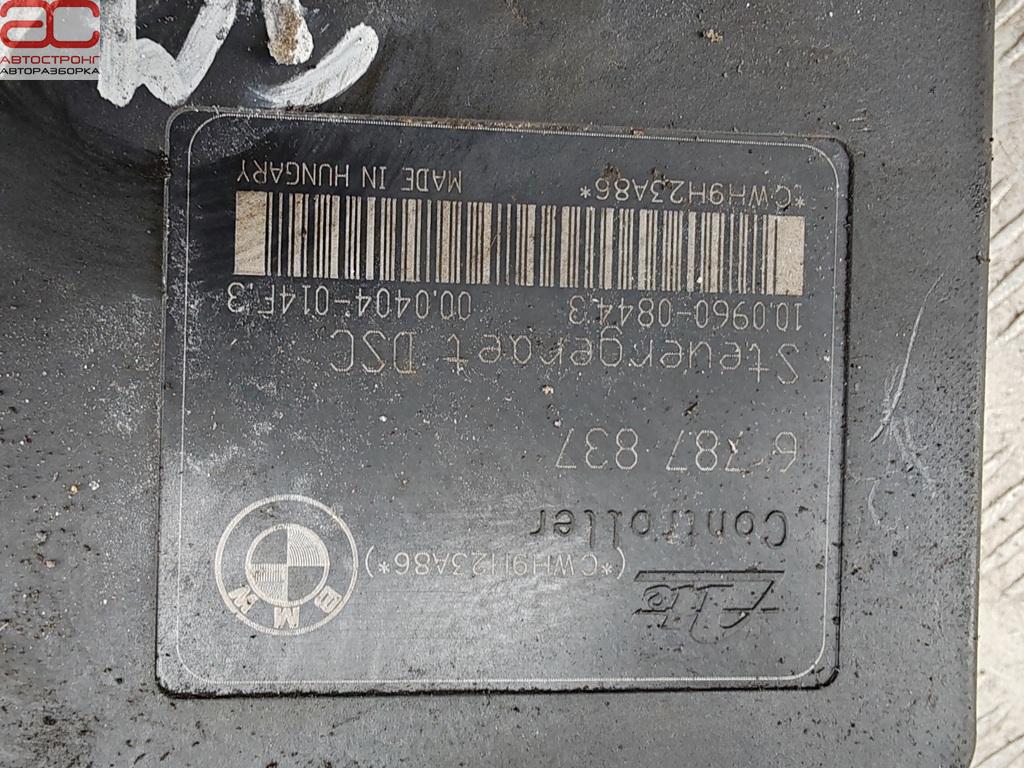 AC
АВТОСТРОНГ
АВТОРАЗБОРКА
Ate
(*CWH9H23A86*)
BMW
Controller
6 787 837
Steuergeraet DSC
10.0960-0844.3 00.0404-014F.3
*CWH9H23A86* MADE IN HUNGARY